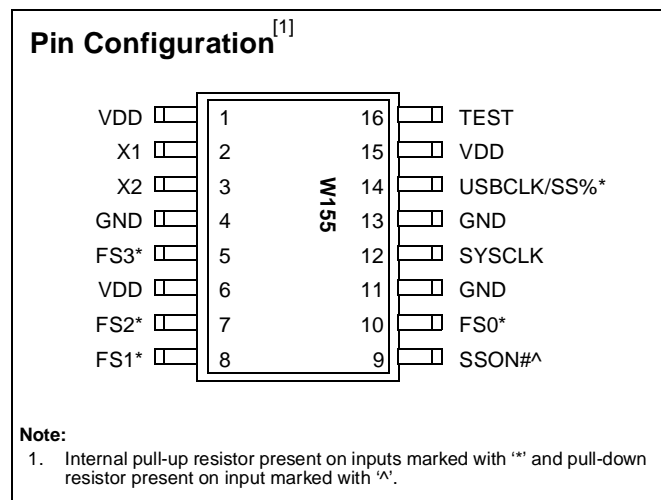 Pin Configuration[1]
VDD 1 16 TEST
X1 2 15 VDD
X2 3 14 USBCLK/SS%*
GND 4 13 GND
FS3* 5 12 SYSCLK
VDD 6 11 GND
FS2* 7 10 FS0*
FS1* 8 9 SSON#^
W155
Note:
1. Internal pull-up resistor present on inputs marked with ‘*’ and pull-down
resistor present on input marked with ‘^’.